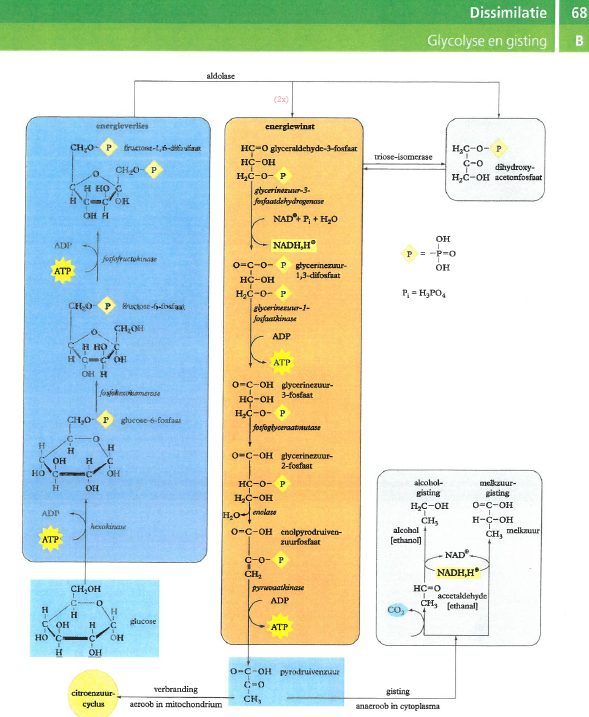 Dissimilatie 68
Glycolyse en gisting B
aldolase
(2x)
energieverlies
CH₂O- P fructose-1,6-difosfaat
CH₂O- P
O
H HO
H C=C OH
OH H
ADP
ATP
fosfofructokinase
CH₂O- P fructose-6-fosfaat
CH₂OH
O
H HO
H C=C OH
OH H
fosfohexoisomerase
CH₂O- P glucose-6-fosfaat
O
H H H
OH H
HO OH
H OH
ADP
ATP
hexokinase
CH₂OH
O
H H H
OH H
HO OH
H OH
glucose
energiewinst
HC=O glyceraldehyde-3-fosfaat
HC-OH
H₂C-O- P
glycerinezuur-3-
fosfaatdehydrogenase
NAD⊕+ Pᵢ + H₂O
NADH,H⊕
O=C-O- P glycerinezuur-
1,3-difosfaat
HC-OH
H₂C-O- P
glycerinezuur-1-
fosfaatkinase
ADP
ATP
O=C-OH glycerinezuur-
3-fosfaat
HC-OH
H₂C-O- P
fosfoglyceraatmutase
O=C-OH glycerinezuur-
2-fosfaat
HC-O- P
H₂C-OH
H₂O enolase
O=C-OH enolpyrodruiven-
zuurfosfaat
C-O- P
CH₂
pyruvaatkinase
ADP
ATP
O=C-OH pyrodruivenzuur
C=O
CH₃
triose-isomerase
H₂C-O- P
C=O dihydroxy-
H₂C-OH acetonfosfaat
P = -P=O
OH
OH
Pᵢ = H₃PO₄
alcohol-
gisting
melkzuur-
gisting
H₂C-OH
CH₃
alcohol
[ethanol]
O=C-OH
H-C-OH
CH₃ melkzuur
NAD⊕
NADH,H⊕
HC=O
CH₃
acetaldehyde
[ethanal]
CO₂
citroenzuur-
cyclus
verbranding
aeroob in mitochondrium
gisting
anaeroob in cytoplasma